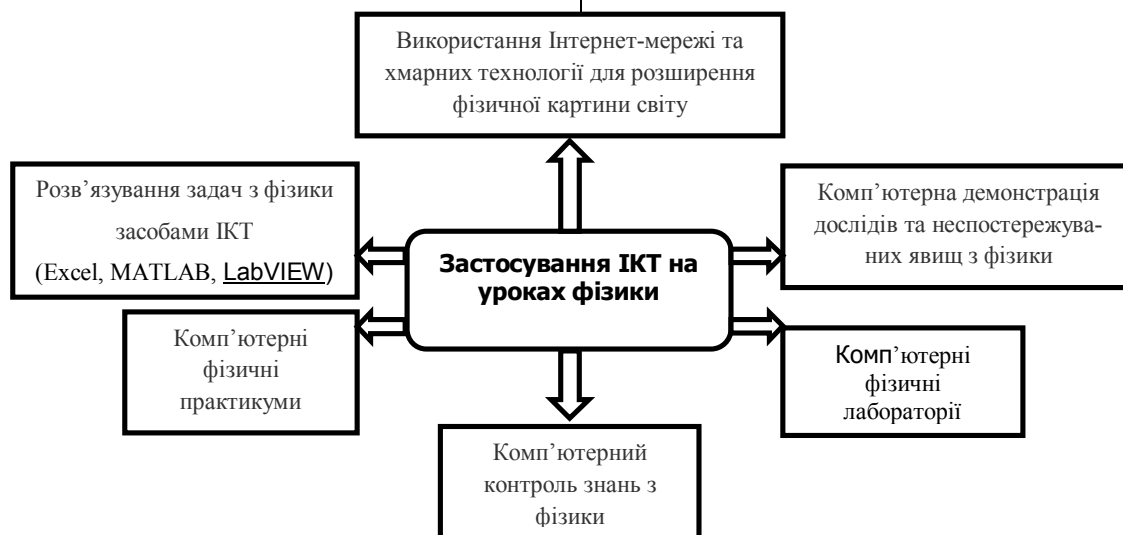 Використання Інтернет-мережі та
хмарних технології для розширення
фізичної картини світу
Розв’язування задач з фізики
засобами ІКТ
(Excel, MATLAB, LabVIEW)
Комп’ютерна демонстрація
дослідів та неспостережува-
них явищ з фізики
Застосування ІКТ на
уроках фізики
Комп’ютерні
фізичні
практикуми
Комп’ютерні
фізичні
лабораторії
Комп’ютерний
контроль знань з
фізики